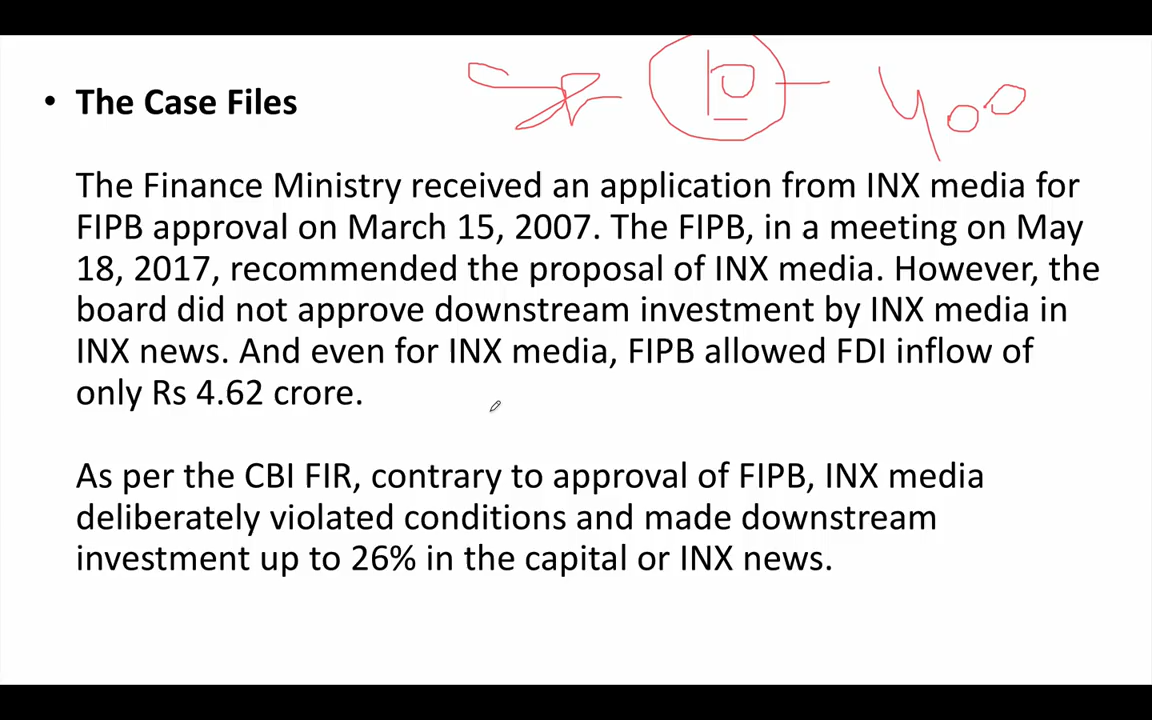 10
400
• The Case Files
The Finance Ministry received an application from INX media for
FIPB approval on March 15, 2007. The FIPB, in a meeting on May
18, 2017, recommended the proposal of INX media. However, the
board did not approve downstream investment by INX media in
INX news. And even for INX media, FIPB allowed FDI inflow of
only Rs 4.62 crore.
As per the CBI FIR, contrary to approval of FIPB, INX media
deliberately violated conditions and made downstream
investment up to 26% in the capital or INX news.